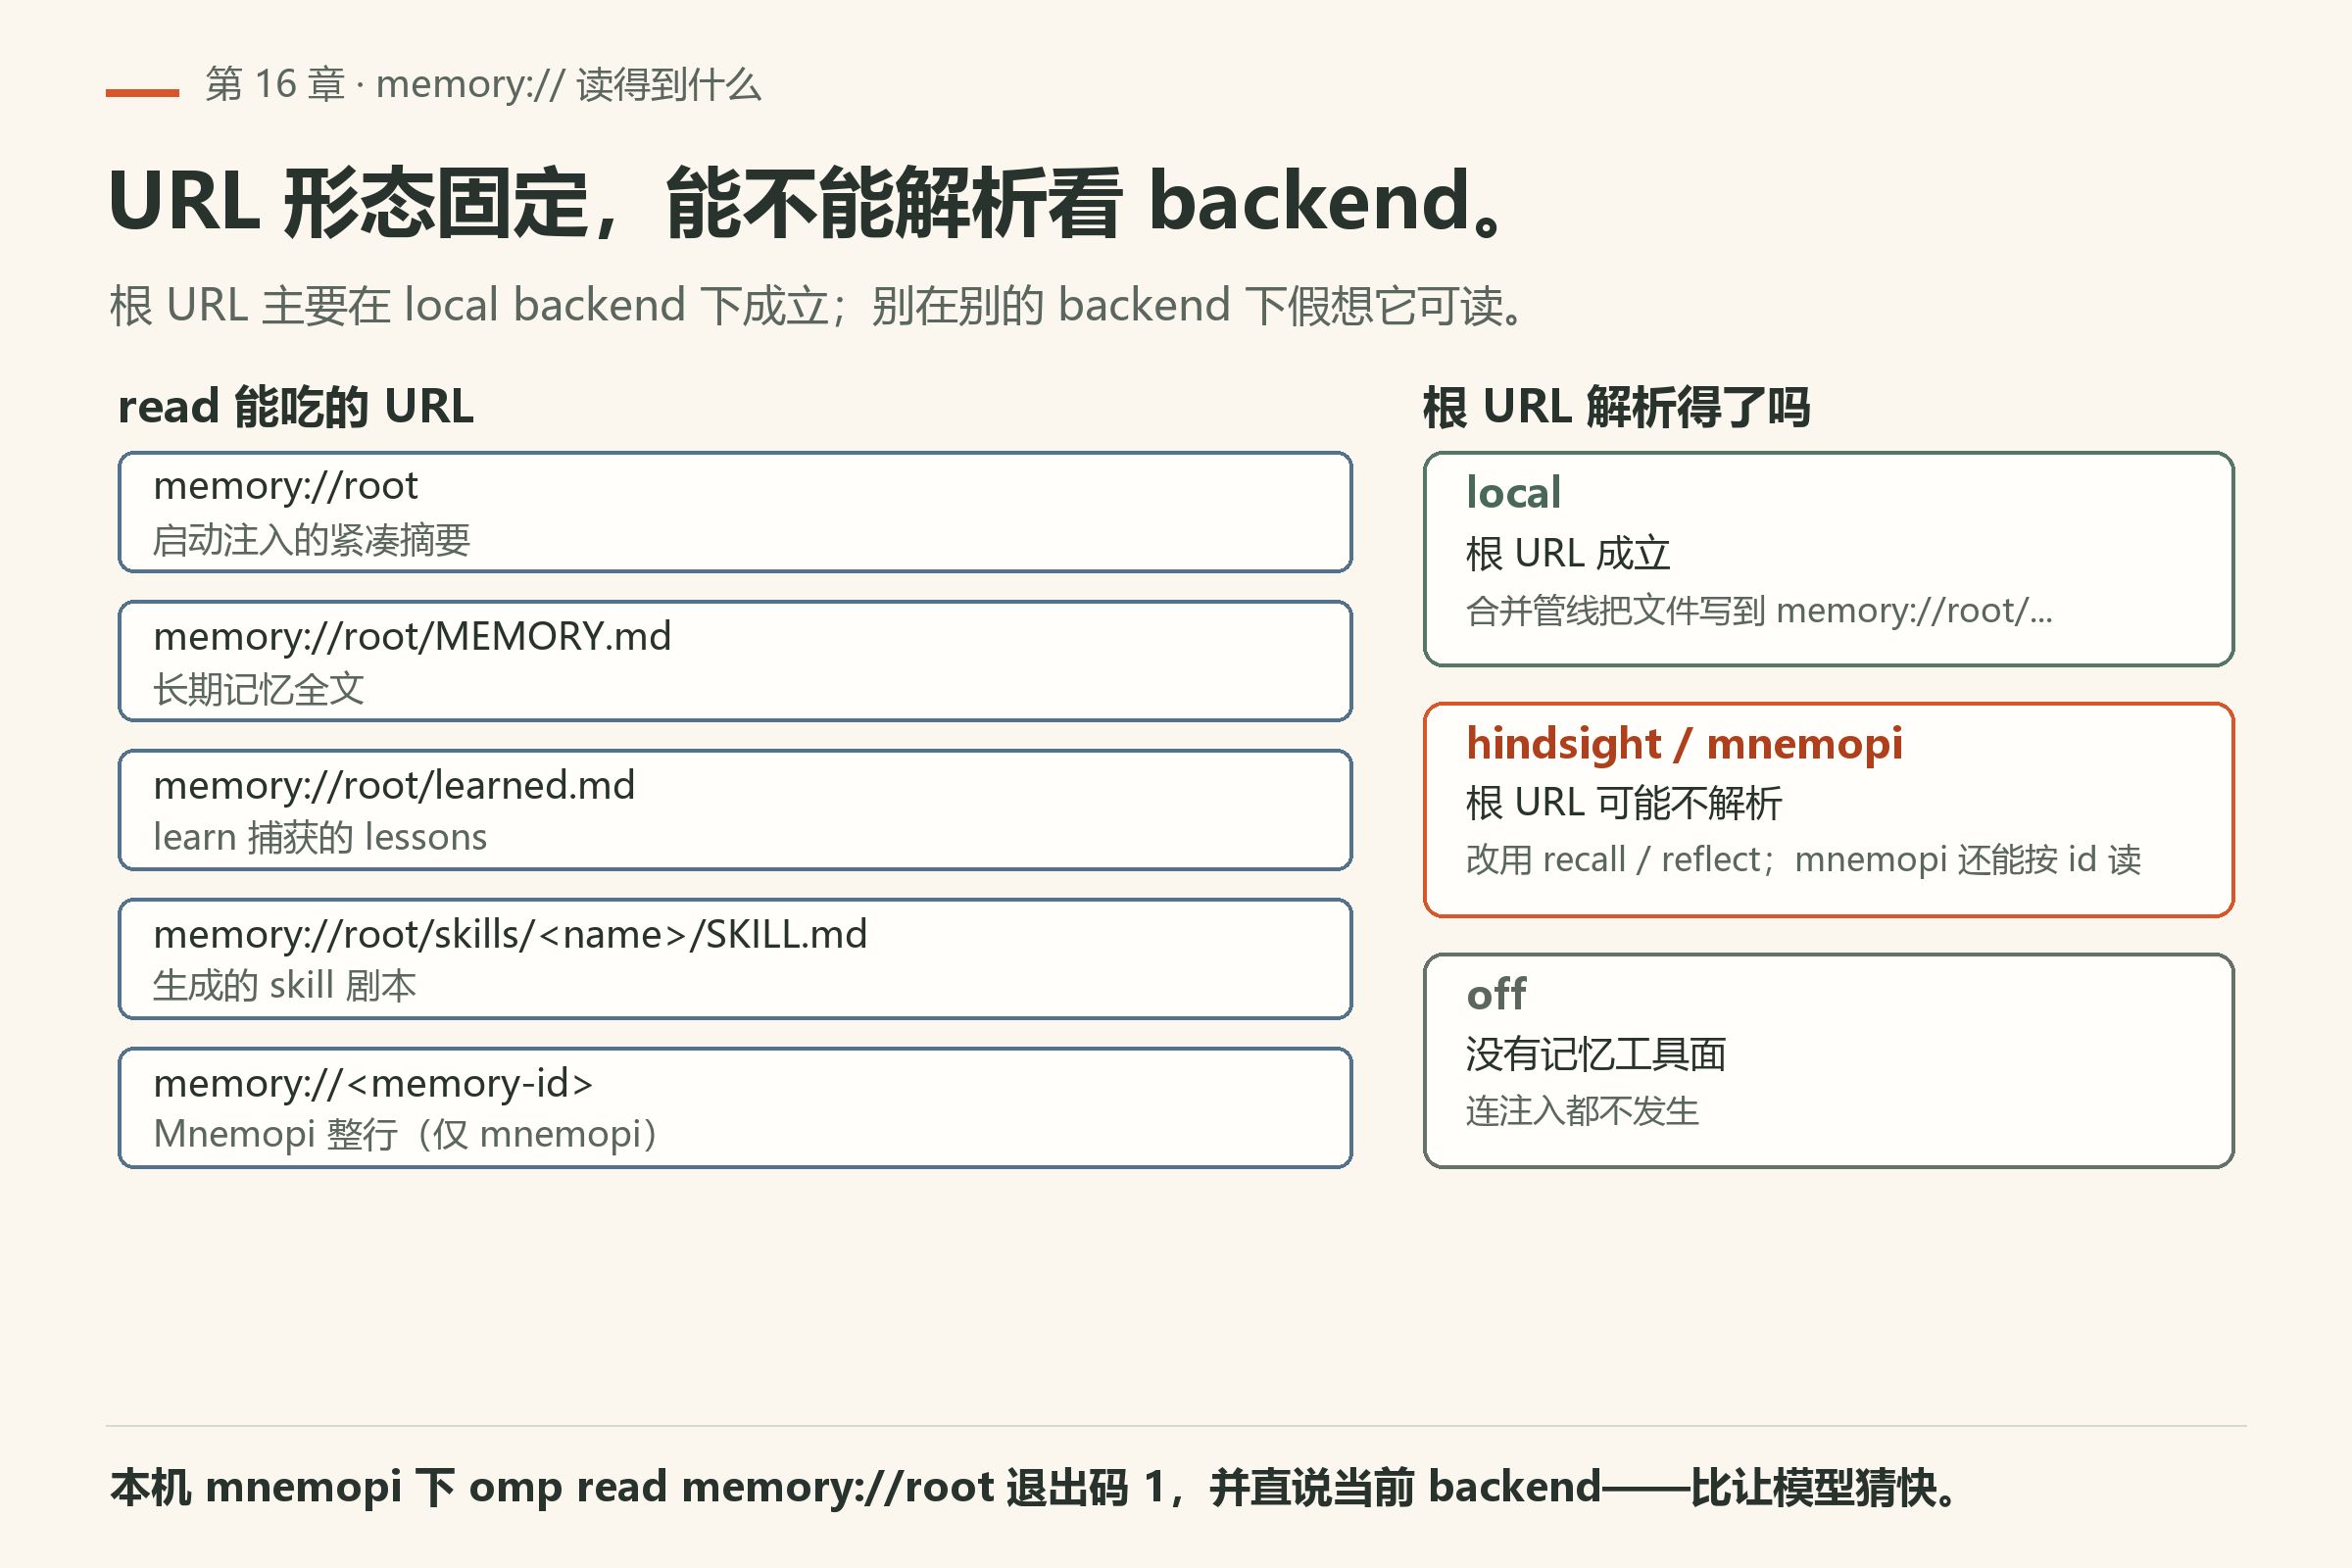 第 16 章 · memory:// 读得到什么
URL 形态固定，能不能解析看 backend。
根 URL 主要在 local backend 下成立；别在别的 backend 下假想它可读。
read 能吃的 URL
memory://root
启动注入的紧凑摘要
memory://root/MEMORY.md
长期记忆全文
memory://root/learned.md
learn 捕获的 lessons
memory://root/skills/<name>/SKILL.md
生成的 skill 剧本
memory://<memory-id>
Mnemopi 整行（仅 mnemopi）
根 URL 解析得了吗
local
根 URL 成立
合并管线把文件写到 memory://root/...
hindsight / mnemopi
根 URL 可能不解析
改用 recall / reflect；mnemopi 还能按 id 读
off
没有记忆工具面
连注入都不发生
本机 mnemopi 下 omp read memory://root 退出码 1，并直说当前 backend——比让模型猜快。